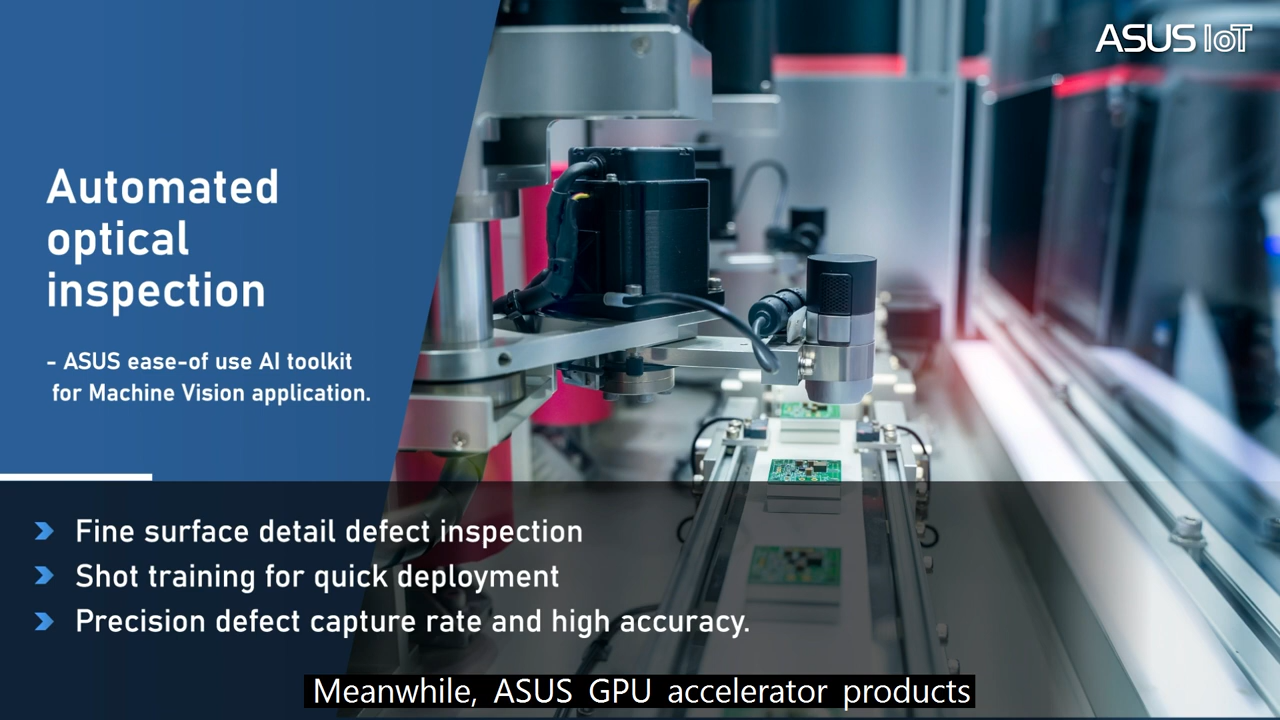 ASUS IoT
Automated
optical
inspection
- ASUS ease-of use AI toolkit
for Machine Vision application.
Fine surface detail defect inspection
Shot training for quick deployment
Precision defect capture rate and high accuracy.
Meanwhile, ASUS GPU accelerator products